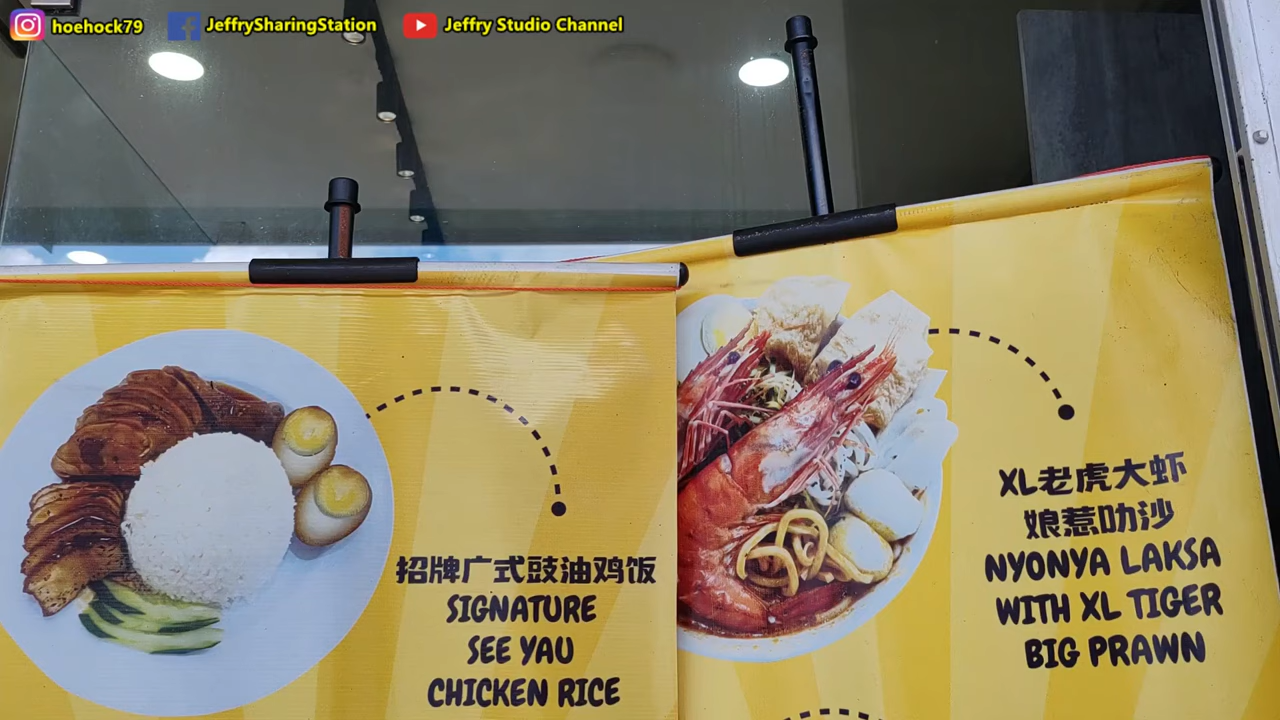 hoehock79 JeffrySharingStation Jeffry Studio Channel
招牌广式豉油鸡饭
SIGNATURE
SEE YAU
CHICKEN RICE
XL老虎大虾
娘惹叻沙
NYONYA LAKSA
WITH XL TIGER
BIG PRAWN